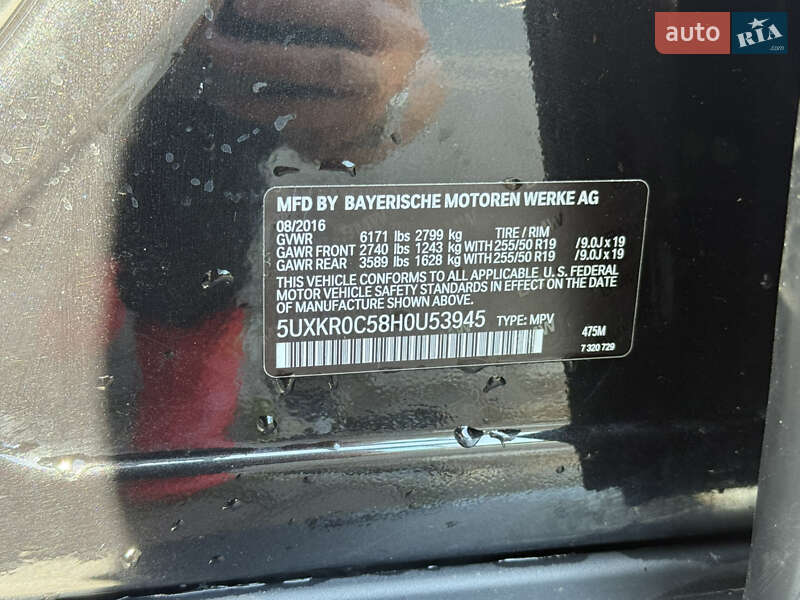 auto RIA
.com
MFD BY BAYERISCHE MOTOREN WERKE AG
08/2016
GVWR 6171 lbs 2799 kg TIRE / RIM
GAWR FRONT 2740 lbs 1243 kg WITH 255/50 R19 /9.0J x 19
GAWR REAR 3589 lbs 1628 kg WITH 255/50 R19 /9.0J x 19
THIS VEHICLE CONFORMS TO ALL APPLICABLE U.S. FEDERAL
MOTOR VEHICLE SAFETY STANDARDS IN EFFECT ON THE DATE
OF MANUFACTURE SHOWN ABOVE.
5UXKR0C58H0U53945 TYPE: MPV
475M
7 320 729